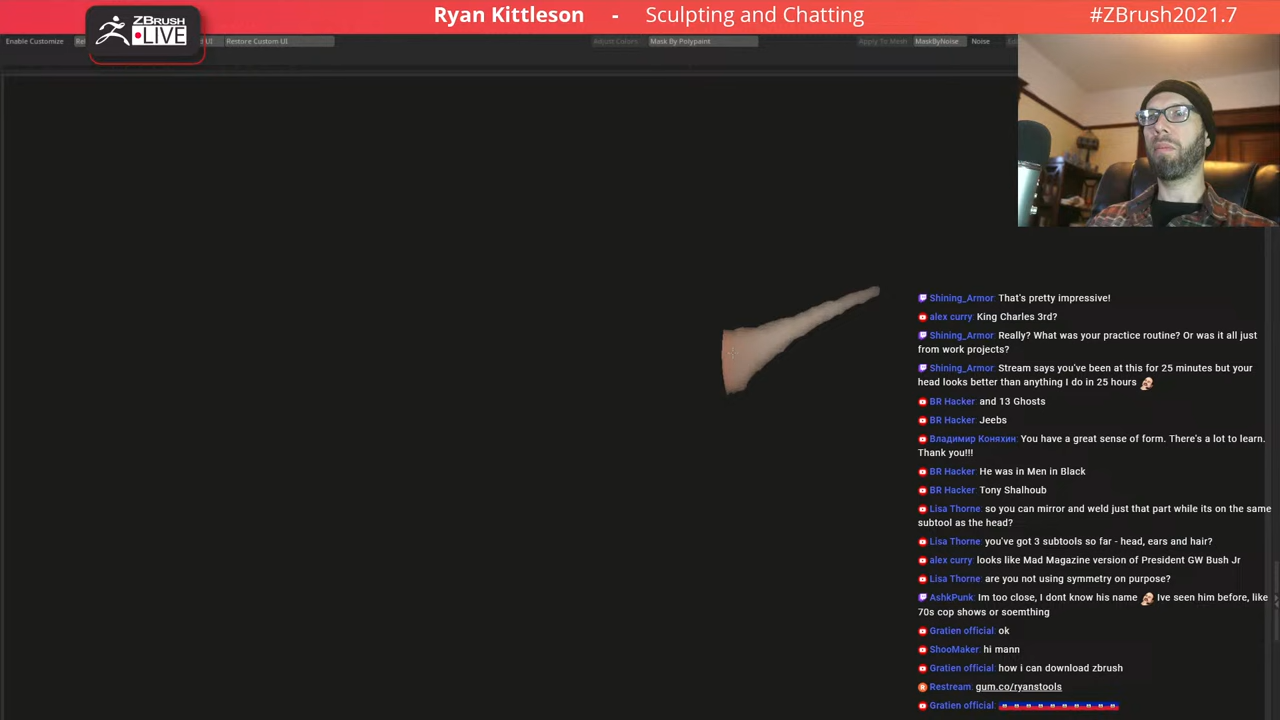 Ryan Kittleson - Sculpting and Chatting #ZBrush2021.7
ZBRUSH
LIVE
Enable Customize UI Restore Custom UI Adjust Colors Mask By Polypaint Apply To Mesh MaskByNoise Noise
Shining_Armor: That's pretty impressive!
alex curry: King Charles 3rd?
Shining_Armor: Really? What was your practice routine? Or was it all just
from work projects?
Shining_Armor: Stream says you've been at this for 25 minutes but your
head looks better than anything I do in 25 hours
BR Hacker: and 13 Ghosts
BR Hacker: Jeebs
Владимир Коняхин: You have a great sense of form. There's a lot to learn.
Thank you!!!
BR Hacker: He was in Men in Black
BR Hacker: Tony Shalhoub
Lisa Thorne: so you can mirror and weld just that part while its on the same
subtool as the head?
Lisa Thorne: you've got 3 subtools so far - head, ears and hair?
alex curry: looks like Mad Magazine version of President GW Bush Jr
Lisa Thorne: are you not using symmetry on purpose?
AshkPunk: Im too close, I dont know his name Ive seen him before, like
70s cop shows or soemthing
Gratien official: ok
ShooMaker: hi mann
Gratien official: how i can download zbrush
Restream: gum.co/ryanstools
Gratien official: